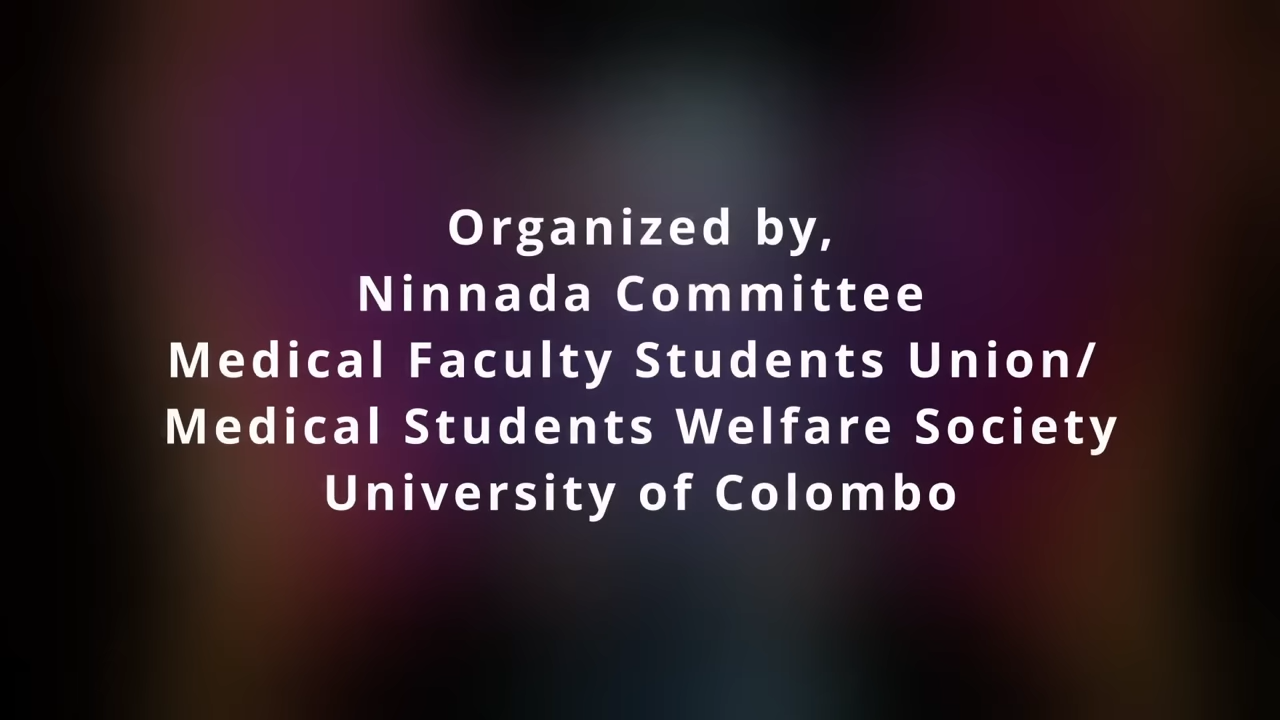 Organized by,
Ninnada Committee
Medical Faculty Students Union/
Medical Students Welfare Society
University of Colombo